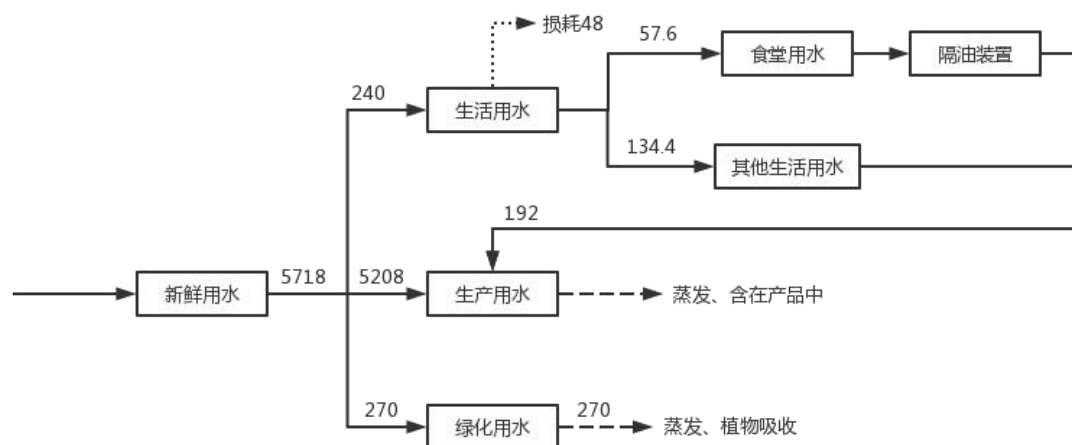 损耗48
57.6
食堂用水
隔油装置
240
生活用水
134.4
其他生活用水
192
新鲜用水
5718
5208
生产用水
蒸发、含在产品中
270
绿化用水
270
蒸发、植物吸收